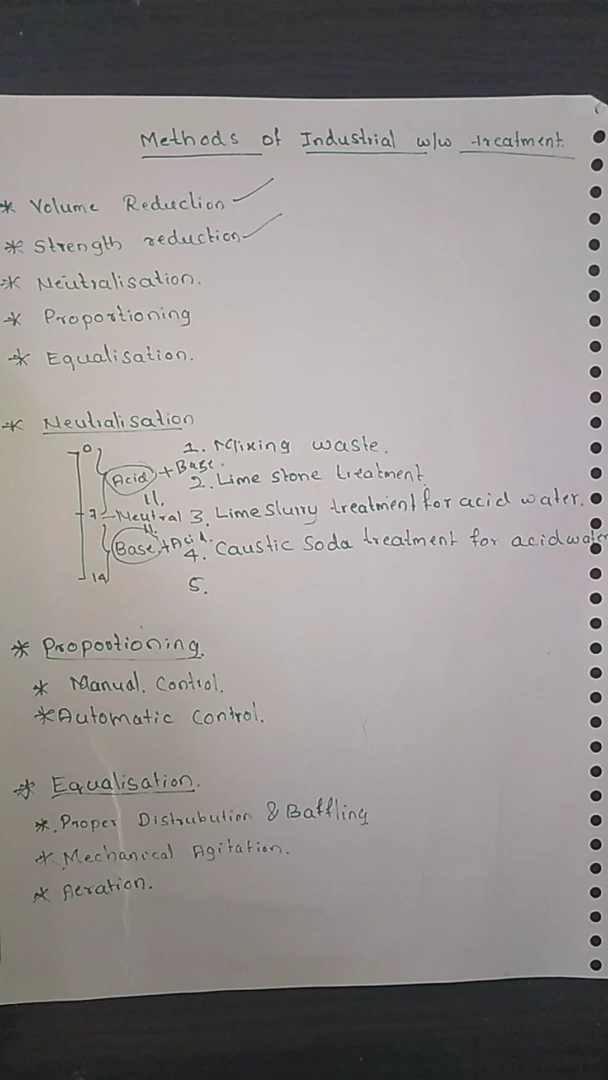 Methods of Industrial w/w treatment.
* Volume Reduction
* Strength reduction
* Neutralisation.
* Proportioning
* Equalisation.
* Neutralisation
0
1. Mixing waste.
Acid + Base.
2. Lime stone treatment
11.
7 - Neutral
3. Lime Slurry treatment for acid water.
11.
Base + Acid.
4. Caustic Soda treatment for acid water
14
5.
* Propootioning.
* Manual. Control.
* Automatic Control.
* Equalisation.
*. Proper Distrubution & Baffling
* Mechanical Agitation.
* Aeration.